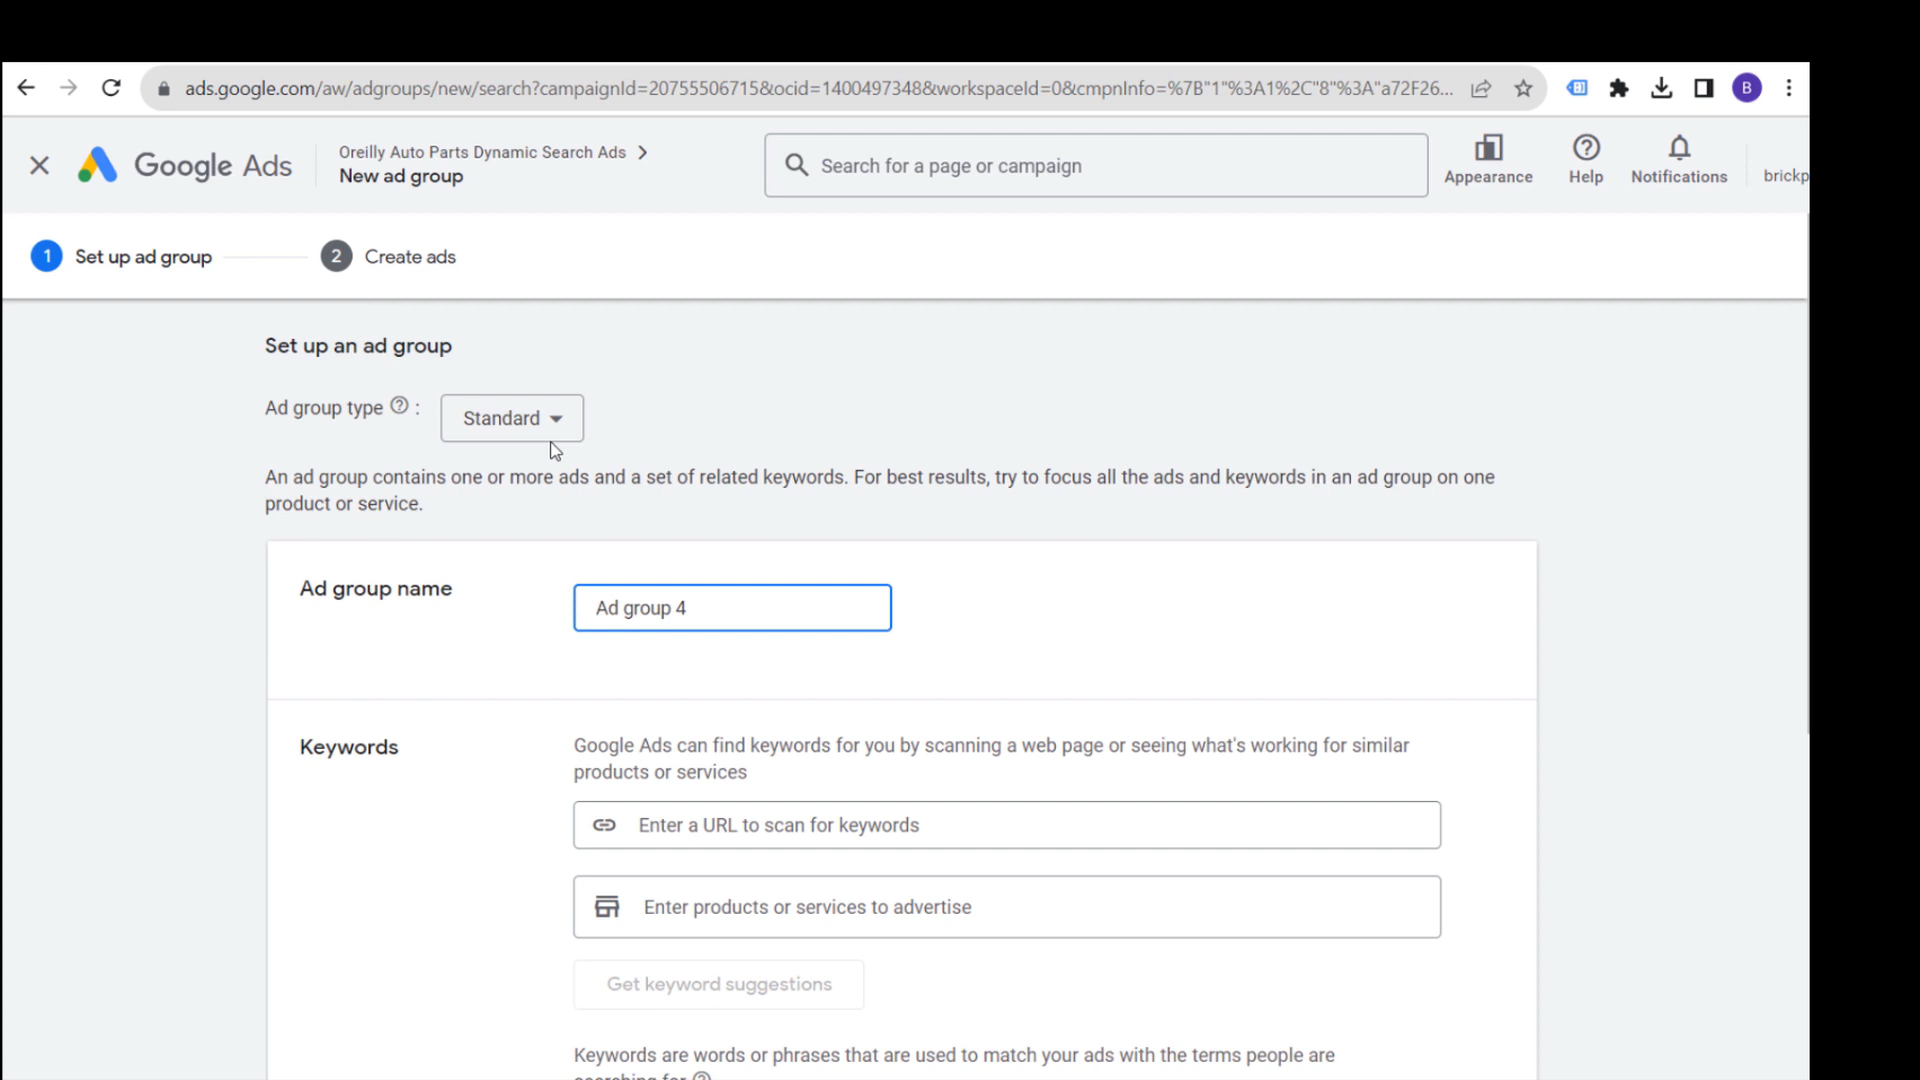 ads.google.com/aw/adgroups/new/search?campaignId=20755506715&ocid=1400497348&workspaceId=0&cmpnInfo=%7B"1"%3A1%2C"8"%3A"a72F26...
B
Google Ads
Oreilly Auto Parts Dynamic Search Ads
New ad group
Search for a page or campaign
Appearance
Help
Notifications
brickp
1 Set up ad group
2 Create ads
Set up an ad group
Ad group type ? :
Standard
An ad group contains one or more ads and a set of related keywords. For best results, try to focus all the ads and keywords in an ad group on one
product or service.
Ad group name
Ad group 4
Keywords
Google Ads can find keywords for you by scanning a web page or seeing what's working for similar
products or services
Enter a URL to scan for keywords
Enter products or services to advertise
Get keyword suggestions
Keywords are words or phrases that are used to match your ads with the terms people are
searching for ?